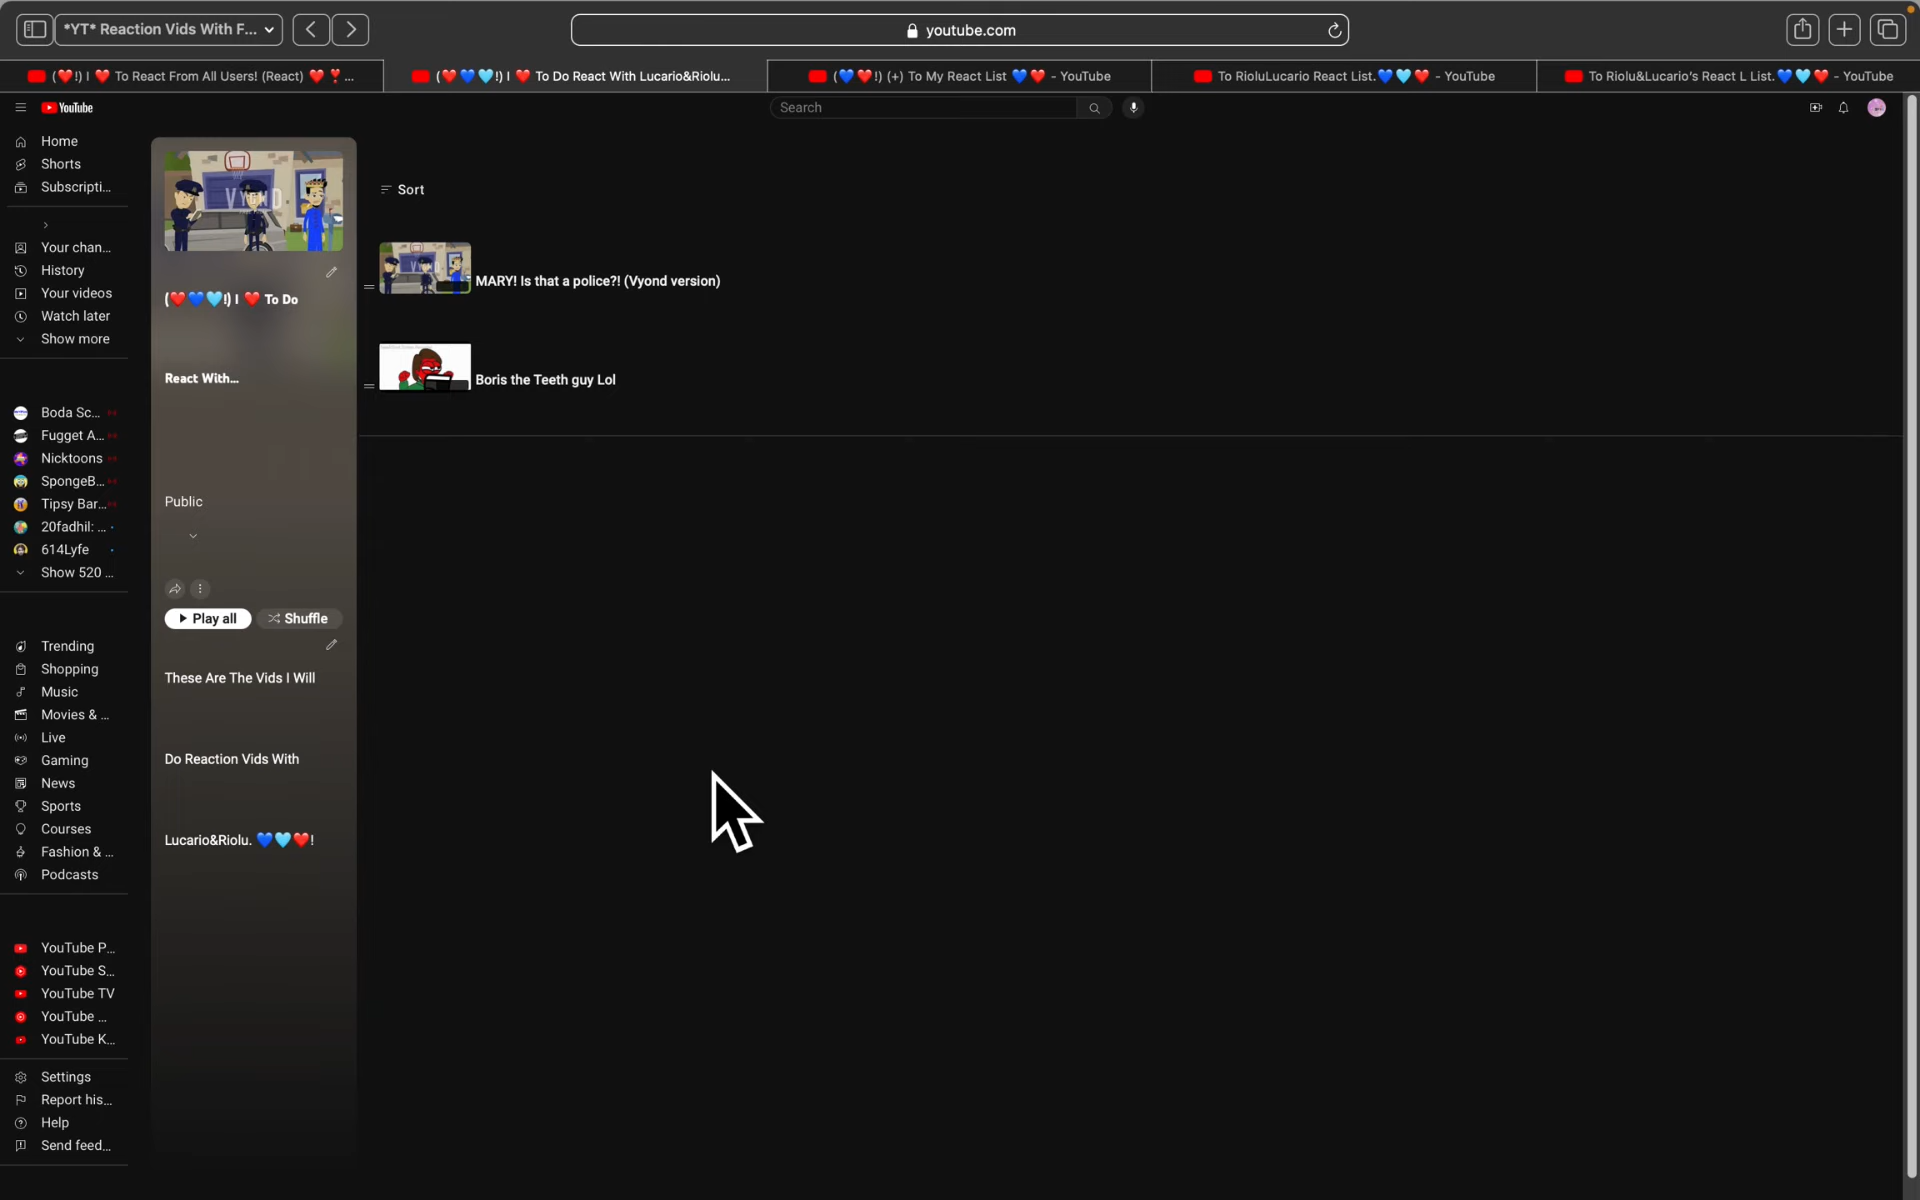 *YT* Reaction Vids With F...
youtube.com
(❤️!) I ❤️ To React From All Users! (React) ❤️❣️...
(❤️💙🩵!) I ❤️ To Do React With Lucario&Riolu...
(💙❤️!) (+) To My React List 💙❤️ - YouTube
To RioluLucario React List.💙🩵❤️ - YouTube
To Riolu&Lucario's React L List.💙🩵❤️ - YouTube
YouTube
Search
Home
Shorts
Subscripti...
Your chan...
History
Your videos
Watch later
Show more
Boda Sc...
Fugget A...
Nicktoons
SpongeB...
Tipsy Bar...
20fadhil: ...
614Lyfe
Show 520 ...
Trending
Shopping
Music
Movies & ...
Live
Gaming
News
Sports
Courses
Fashion & ...
Podcasts
YouTube P...
YouTube S...
YouTube TV
YouTube ...
YouTube K...
Settings
Report his...
Help
Send feed...
VYOND
(❤️💙🩵!) I ❤️ To Do
React With...
Public
Play all
Shuffle
These Are The Vids I Will
Do Reaction Vids With
Lucario&Riolu. 💙🩵❤️!
Sort
MARY! Is that a police?! (Vyond version)
Boris the Teeth guy Lol